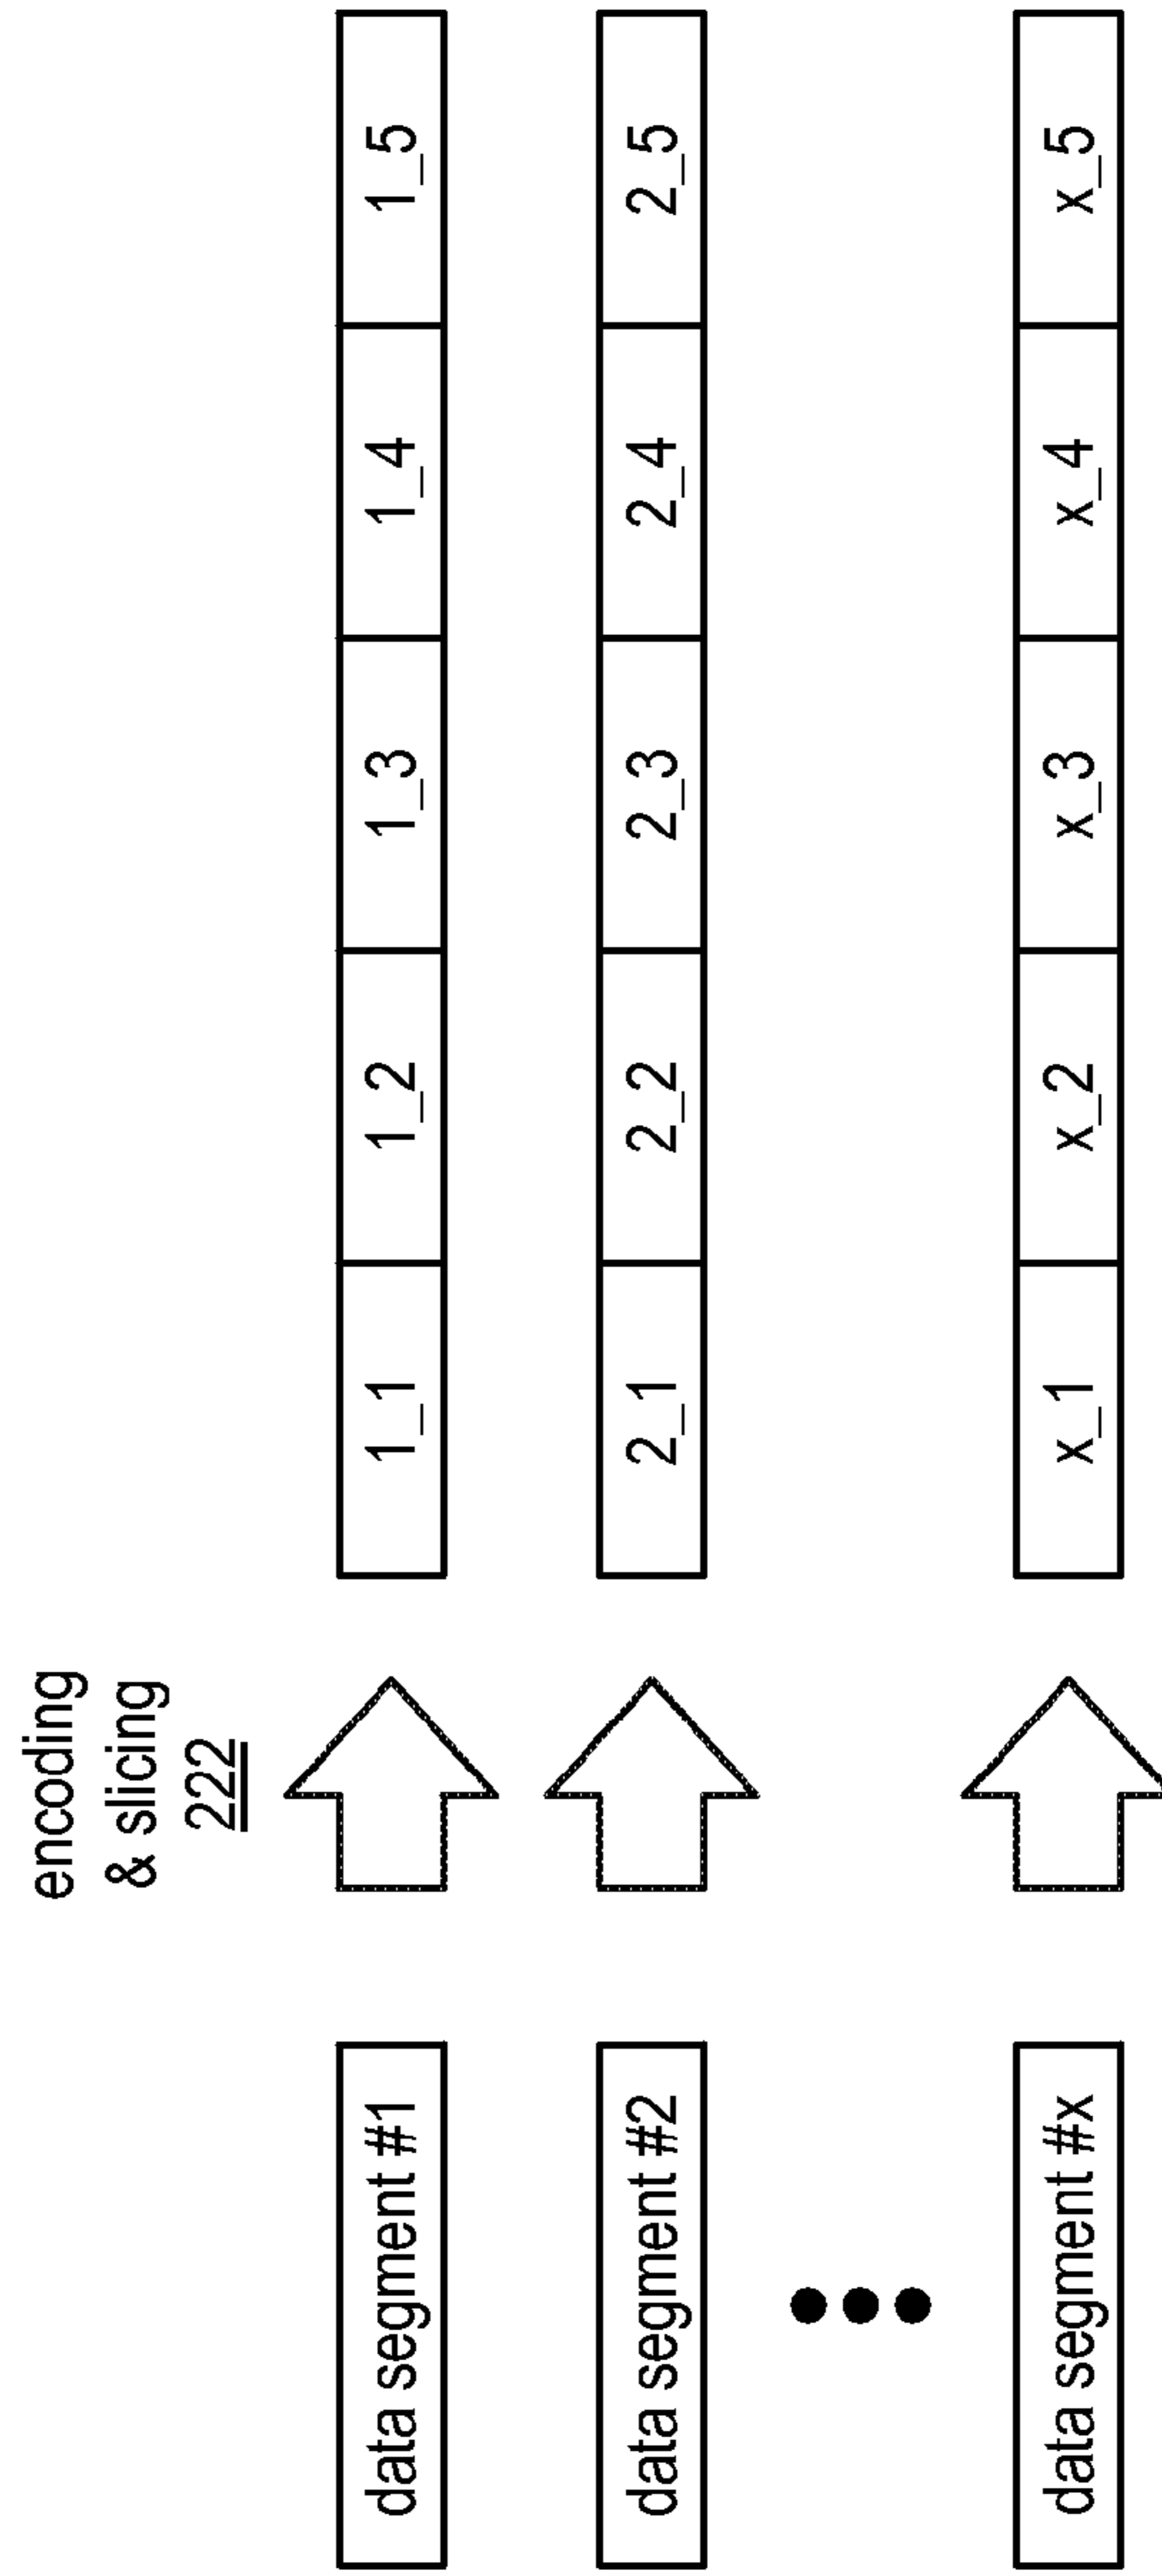 encoding
& slicing
222
data segment #1
1_1
1_2
1_3
1_4
1_5
data segment #2
2_1
2_2
2_3
2_4
2_5
data segment #x
x_1
x_2
x_3
x_4
x_5